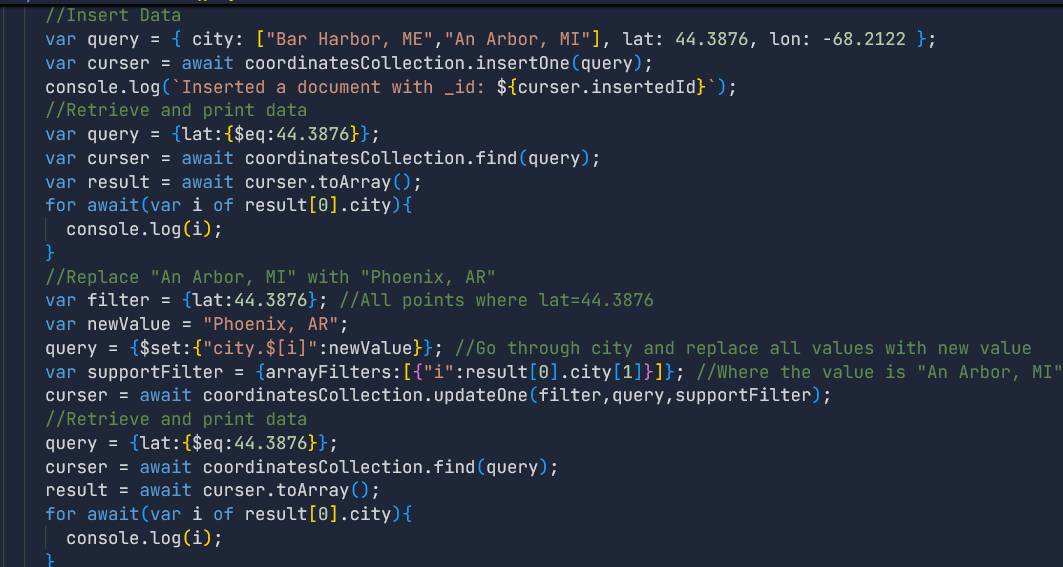 //Insert Data
var query = { city: ["Bar Harbor, ME","An Arbor, MI"], lat: 44.3876, lon: -68.2122 };
var curser = await coordinatesCollection.insertOne(query);
console.log(`Inserted a document with _id: ${curser.insertedId}`);
//Retrieve and print data
var query = {lat:{$eq:44.3876}};
var curser = await coordinatesCollection.find(query);
var result = await curser.toArray();
for await(var i of result[0].city){
  console.log(i);
}
//Replace "An Arbor, MI" with "Phoenix, AR"
var filter = {lat:44.3876}; //All points where lat=44.3876
var newValue = "Phoenix, AR";
query = {$set:{"city.$[i]":newValue}}; //Go through city and replace all values with new value
var supportFilter = {arrayFilters:[{"i":result[0].city[1]}]}; //Where the value is "An Arbor, MI"
curser = await coordinatesCollection.updateOne(filter,query,supportFilter);
//Retrieve and print data
query = {lat:{$eq:44.3876}};
curser = await coordinatesCollection.find(query);
result = await curser.toArray();
for await(var i of result[0].city){
  console.log(i);
}